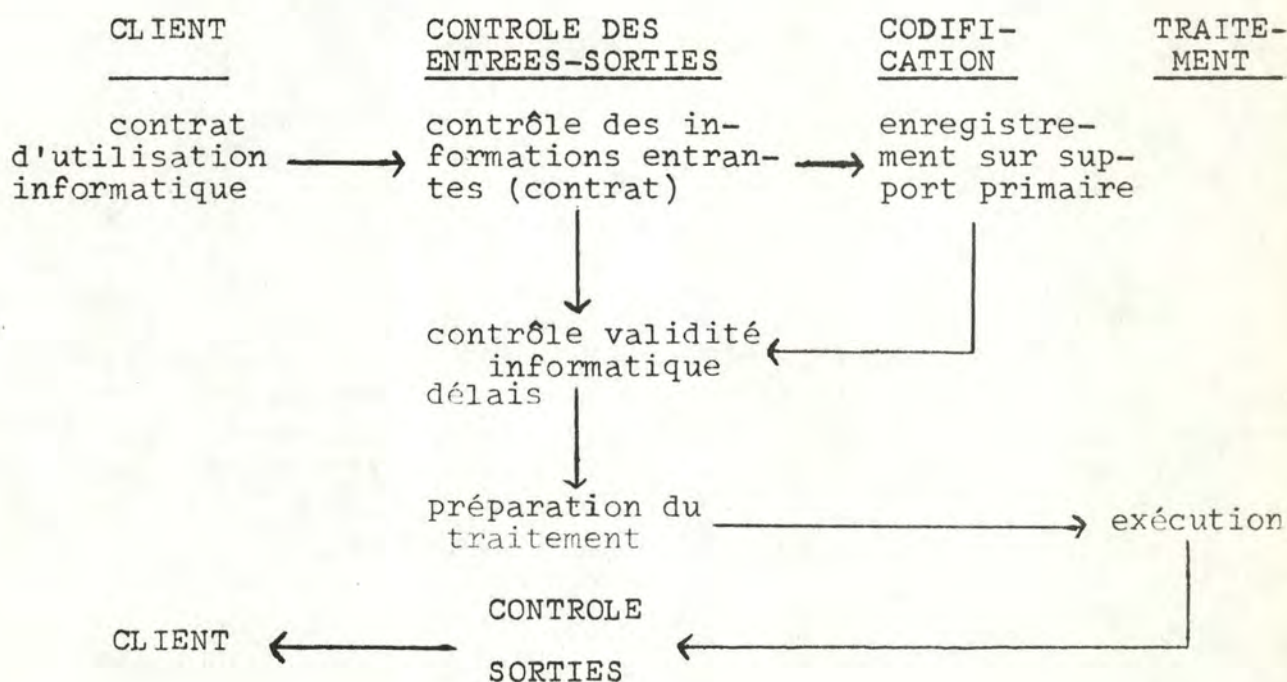 CLIENT
CONTROLE DES
ENTREES-SORTIES
CODIFI-
CATION
TRAITE-
MENT
contrat
d'utilisation
informatique
contrôle des in-
formations entran-
tes (contrat)
enregistre-
ment sur sup-
port primaire
contrôle validité
informatique
délais
préparation du
traitement
exécution
CONTROLE
SORTIES
CLIENT